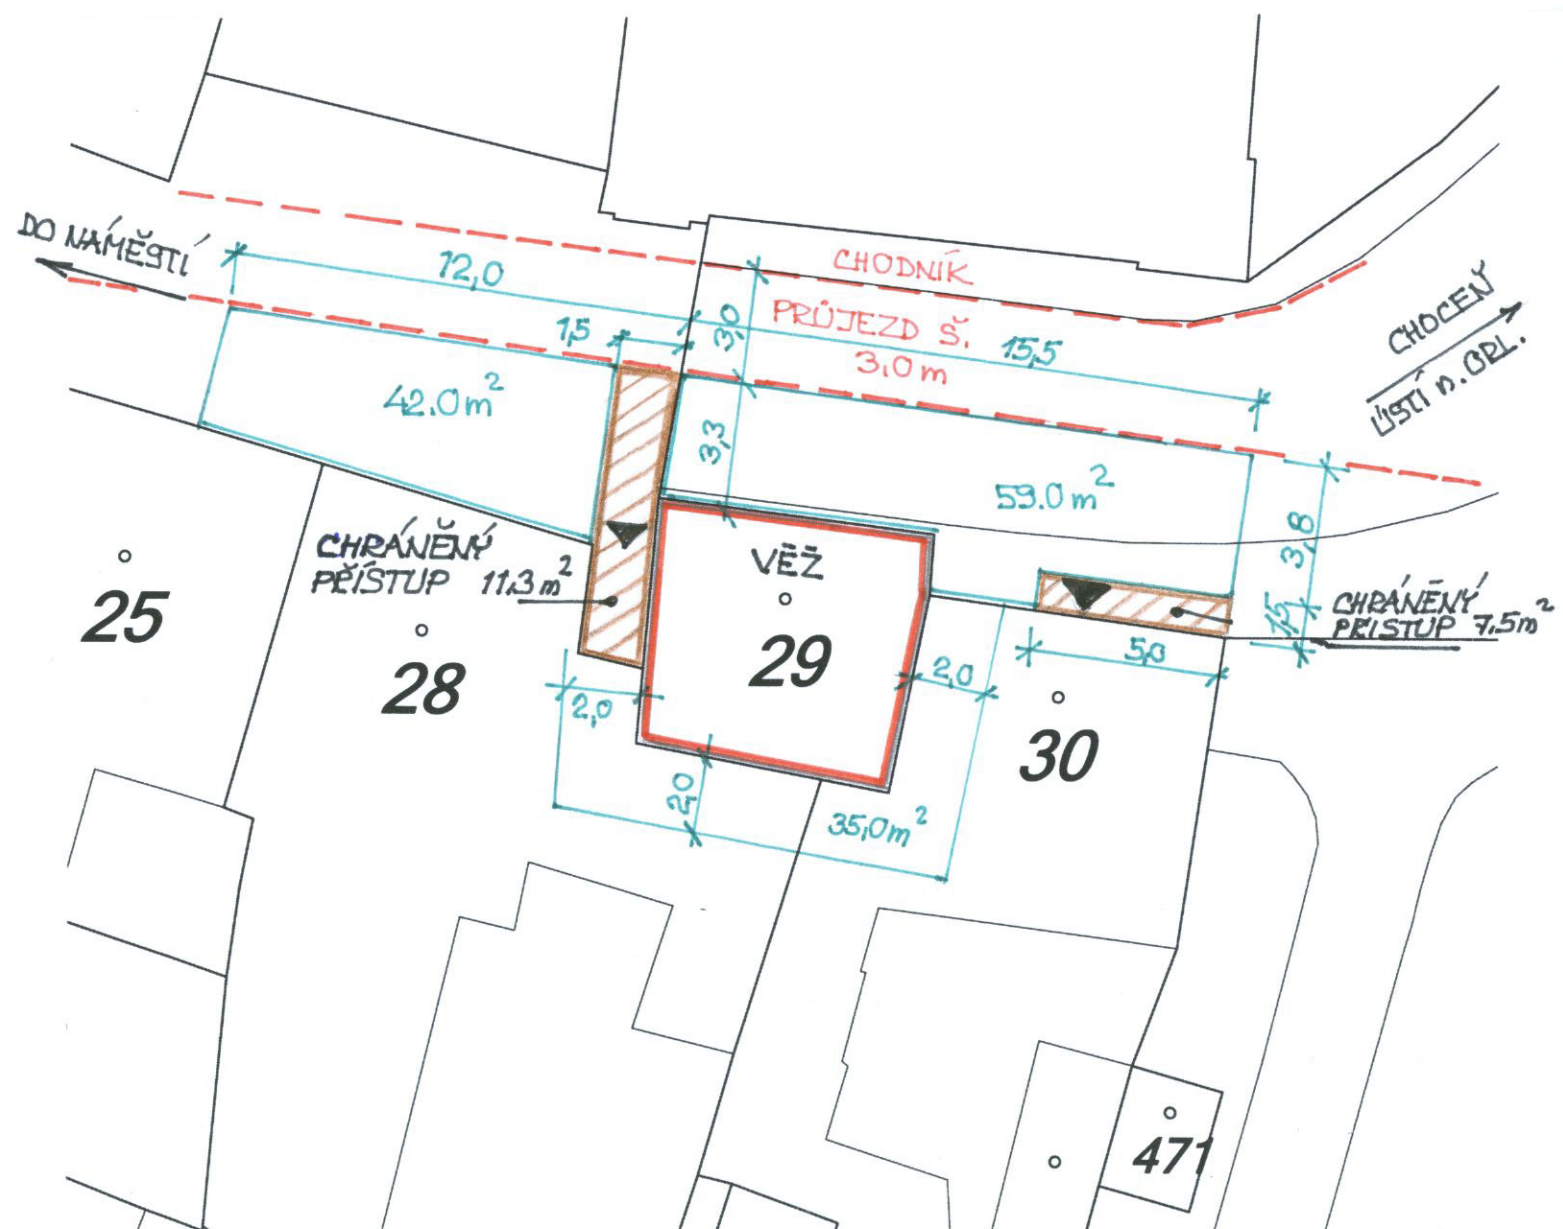 DO NÁMĚSTÍ
12,0
CHODNÍK
PRŮJEZD Š.
3.0 m
3,0
15,5
1,5
CHOCEŇ
ÚSTÍ n. ORL.
42.0m²
3,3
59.0m²
3,8
CHRÁNĚNÝ
PŘÍSTUP 11.3m²
VĚŽ
1,5
CHRÁNĚNÝ
PŘÍSTUP 7.5m²
25
28
29
2,0
5,0
2,0
30
2,0
35,0m²
471